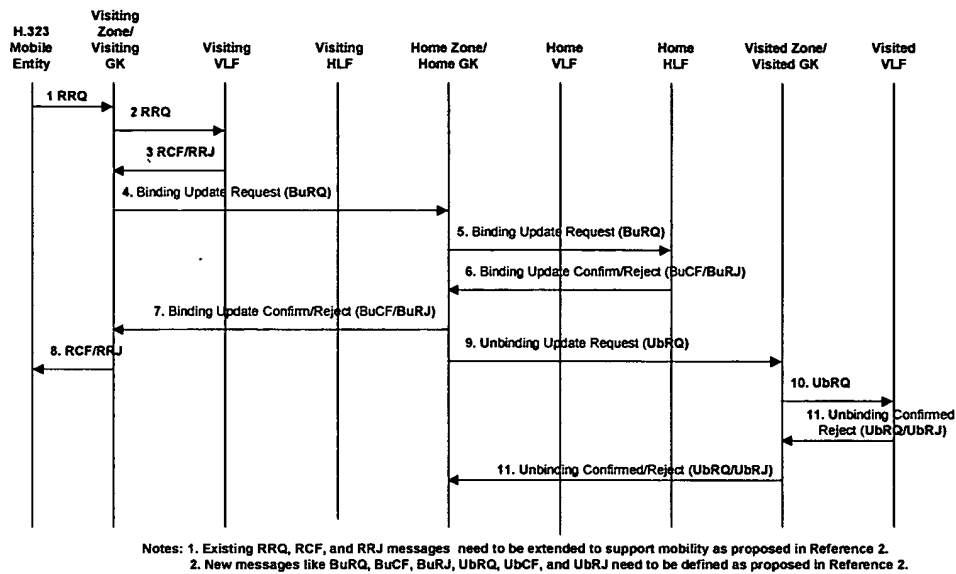 H.323
Mobile
Entity
Visiting
Zone/
Visiting
GK
Visiting
VLF
Visiting
HLF
Home Zone/
Home GK
Home
VLF
Home
HLF
Visited Zone/
Visited GK
Visited
VLF
1 RRQ
2 RRQ
3 RCF/RRJ
4. Binding Update Request (BuRQ)
5. Binding Update Request (BuRQ)
6. Binding Update Confirm/Reject (BuCF/BuRJ)
7. Binding Update Confirm/Reject (BuCF/BuRJ)
8. RCF/RRJ
9. Unbinding Update Request (UbRQ)
10. UbRQ
11. Unbinding Confirmed
Reject (UbRQ/UbRJ)
11. Unbinding Confirmed/Reject (UbRQ/UbRJ)
Notes: 1. Existing RRQ, RCF, and RRJ messages need to be extended to support mobility as proposed in Reference 2.
2. New messages like BuRQ, BuCF, BuRJ, UbRQ, UbCF, and UbRJ need to be defined as proposed in Reference 2.